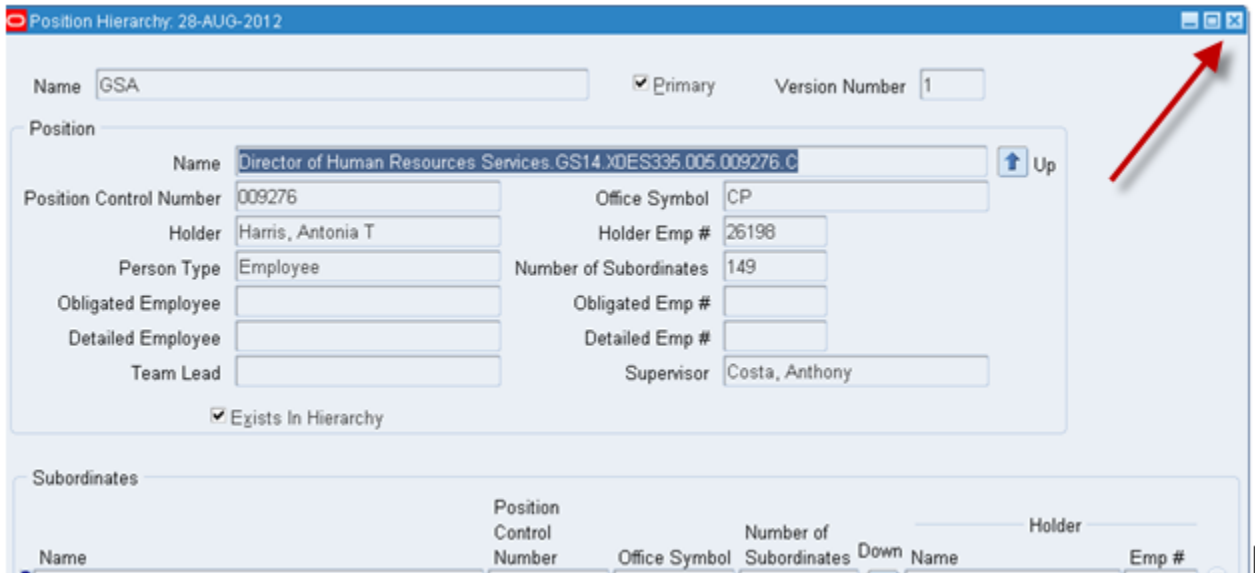 Position Hierarchy: 28-AUG-2012
Name GSA Primary Version Number 1
Position
Name Director of Human Resources Services.GS14.X0ES335.005.009276.C Up
Position Control Number 009276 Office Symbol CP
Holder Harris, Antonia T Holder Emp # 26198
Person Type Employee Number of Subordinates 149
Obligated Employee Obligated Emp #
Detailed Employee Detailed Emp #
Team Lead Supervisor Costa, Anthony
Exists In Hierarchy
Subordinates
Position
Control Number of Holder
Name Number Office Symbol Subordinates Down Name Emp #